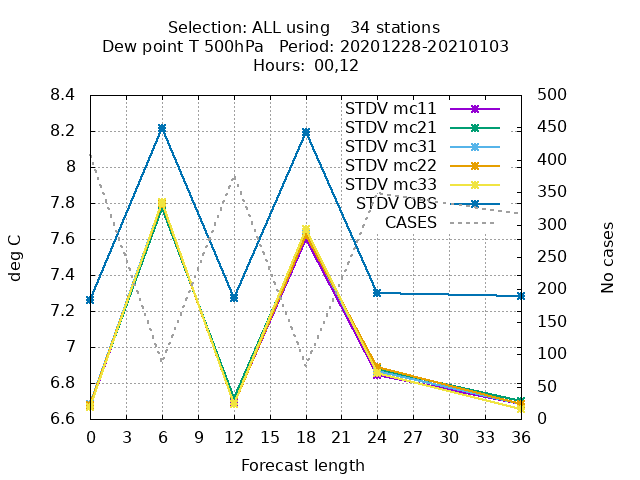 Selection: ALL using    34 stations
Dew point T 500hPa   Period: 20201228-20210103
Hours:  00,12
8.4
8.2
8
7.8
7.6
7.4
7.2
7
6.8
6.6
deg C
STDV mc11
STDV mc21
STDV mc31
STDV mc22
STDV mc33
STDV OBS
CASES
500
450
400
350
300
250
200
150
100
50
0
No cases
0 3 6 9 12 15 18 21 24 27 30 33 36
Forecast length